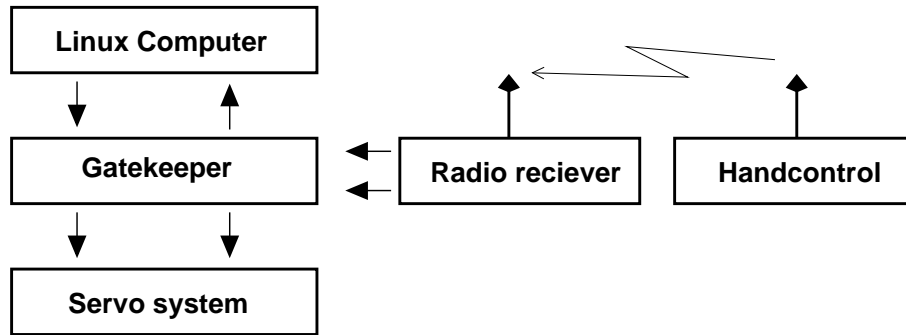 Linux Computer
Gatekeeper
Radio reciever
Handcontrol
Servo system